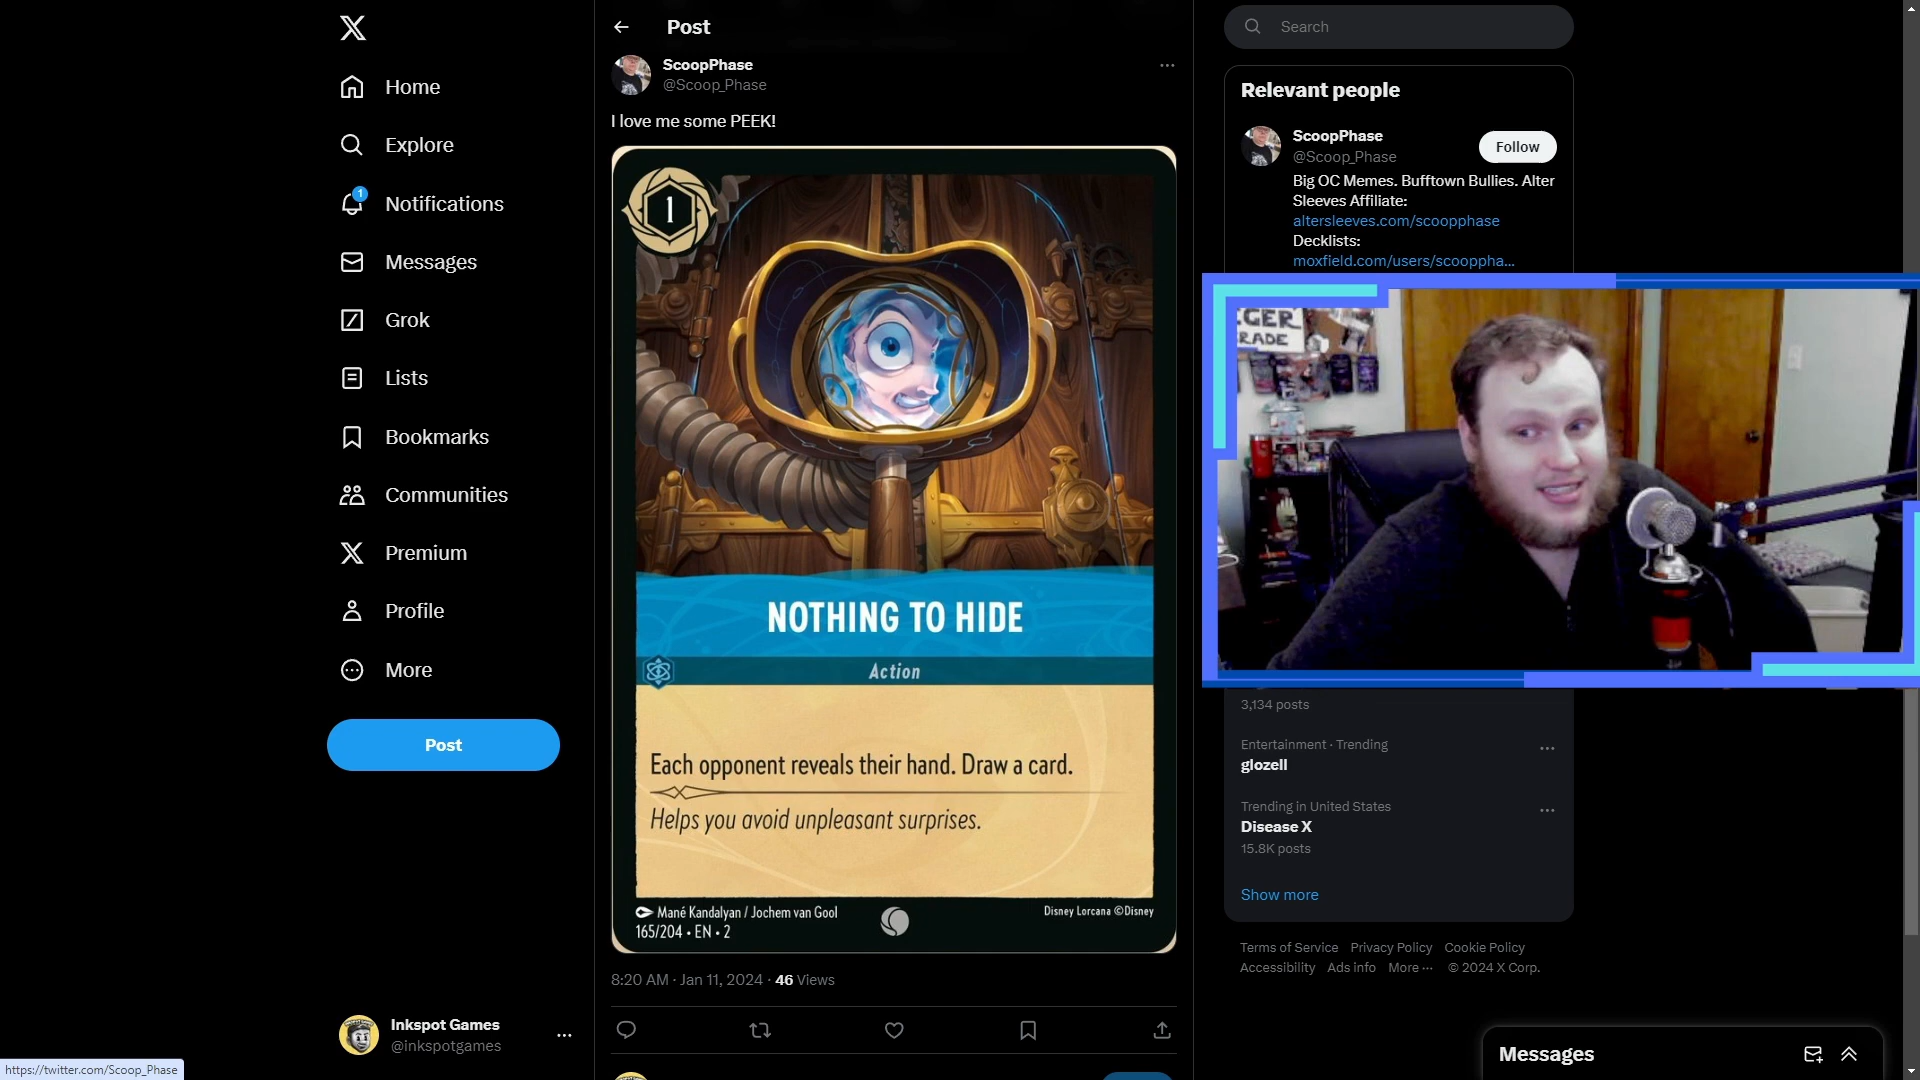 Home
Explore
1
Notifications
Messages
Grok
Lists
Bookmarks
Communities
Premium
Profile
More
Post
Inkspot Games
@inkspotgames
https://twitter.com/Scoop_Phase
Post
ScoopPhase
@Scoop_Phase
I love me some PEEK!
1
NOTHING TO HIDE
Action
Each opponent reveals their hand. Draw a card.
Helps you avoid unpleasant surprises.
Mané Kandalyan / Jochem van Gool
165/204 • EN • 2
Disney Lorcana ©Disney
8:20 AM · Jan 11, 2024 · 46 Views
Search
Relevant people
ScoopPhase
@Scoop_Phase
Follow
Big OC Memes. Bufftown Bullies. Alter
Sleeves Affiliate:
altersleeves.com/scoopphase
Decklists:
moxfield.com/users/scooppha...
3,134 posts
Entertainment · Trending
glozell
Trending in United States
Disease X
15.8K posts
Show more
Terms of Service Privacy Policy Cookie Policy
Accessibility Ads info More ··· © 2024 X Corp.
Messages